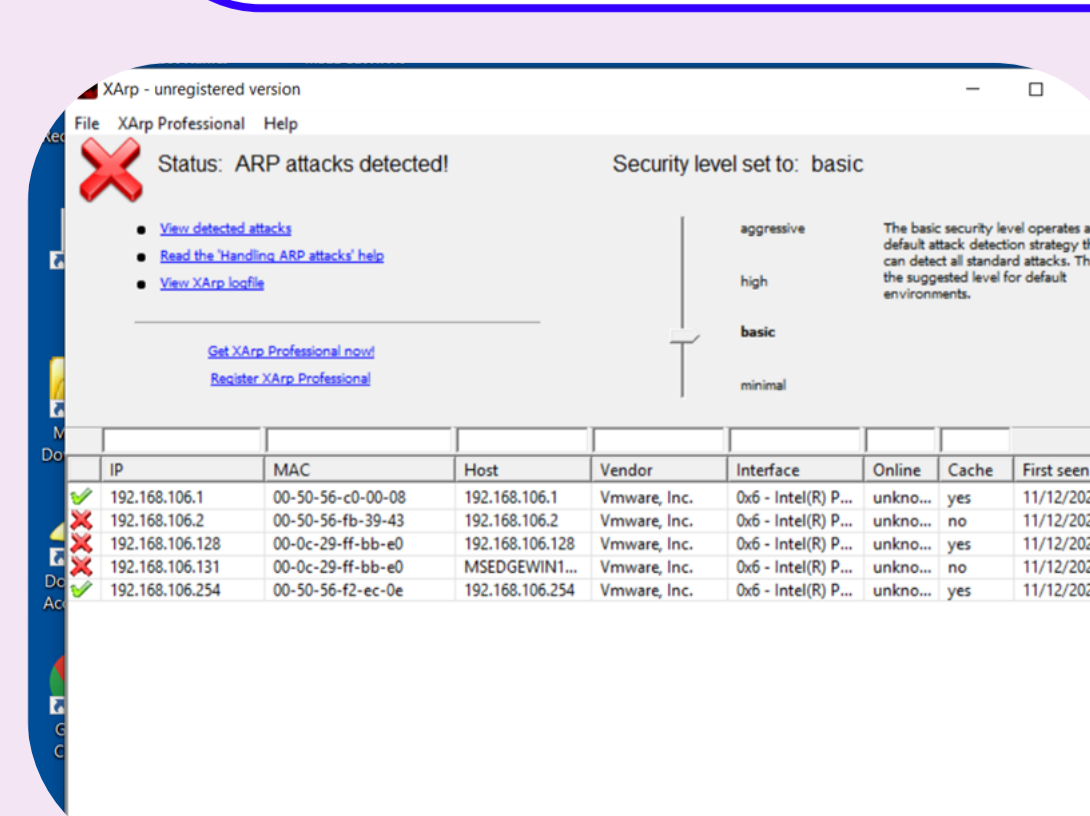 XArp - unregistered version
File XArp Professional Help
Status: ARP attacks detected!
Security level set to: basic
View detected attacks
Read the 'Handling ARP attacks' help
View XArp logfile
Get XArp Professional now!
Register XArp Professional
aggressive
high
basic
minimal
The basic security level operates
default attack detection strategy
can detect all standard attacks.
the suggested level for default
environments.
IP MAC Host Vendor Interface Online Cache First seen
192.168.106.1 00-50-56-c0-00-08 192.168.106.1 Vmware, Inc. 0x6 - Intel(R) P... unkno... yes 11/12/202
192.168.106.2 00-50-56-fb-39-43 192.168.106.2 Vmware, Inc. 0x6 - Intel(R) P... unkno... no 11/12/202
192.168.106.128 00-0c-29-ff-bb-e0 192.168.106.128 Vmware, Inc. 0x6 - Intel(R) P... unkno... yes 11/12/202
192.168.106.131 00-0c-29-ff-bb-e0 MSEDGEWIN1... Vmware, Inc. 0x6 - Intel(R) P... unkno... no 11/12/202
192.168.106.254 00-50-56-f2-ec-0e 192.168.106.254 Vmware, Inc. 0x6 - Intel(R) P... unkno... yes 11/12/202